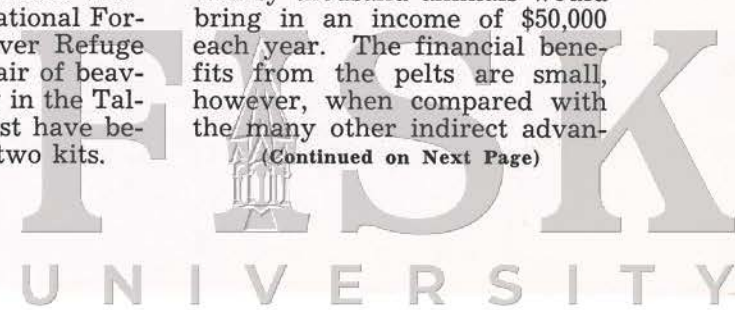 ational For-
ver Refuge
air of beav-
in the Tal-
st have be-
two kits.
bring in an income of $50,000
each year. The financial bene-
fits from the pelts are small,
however, when compared with
the many other indirect advan-
(Continued on Next Page)
FISK
UNIVERSITY